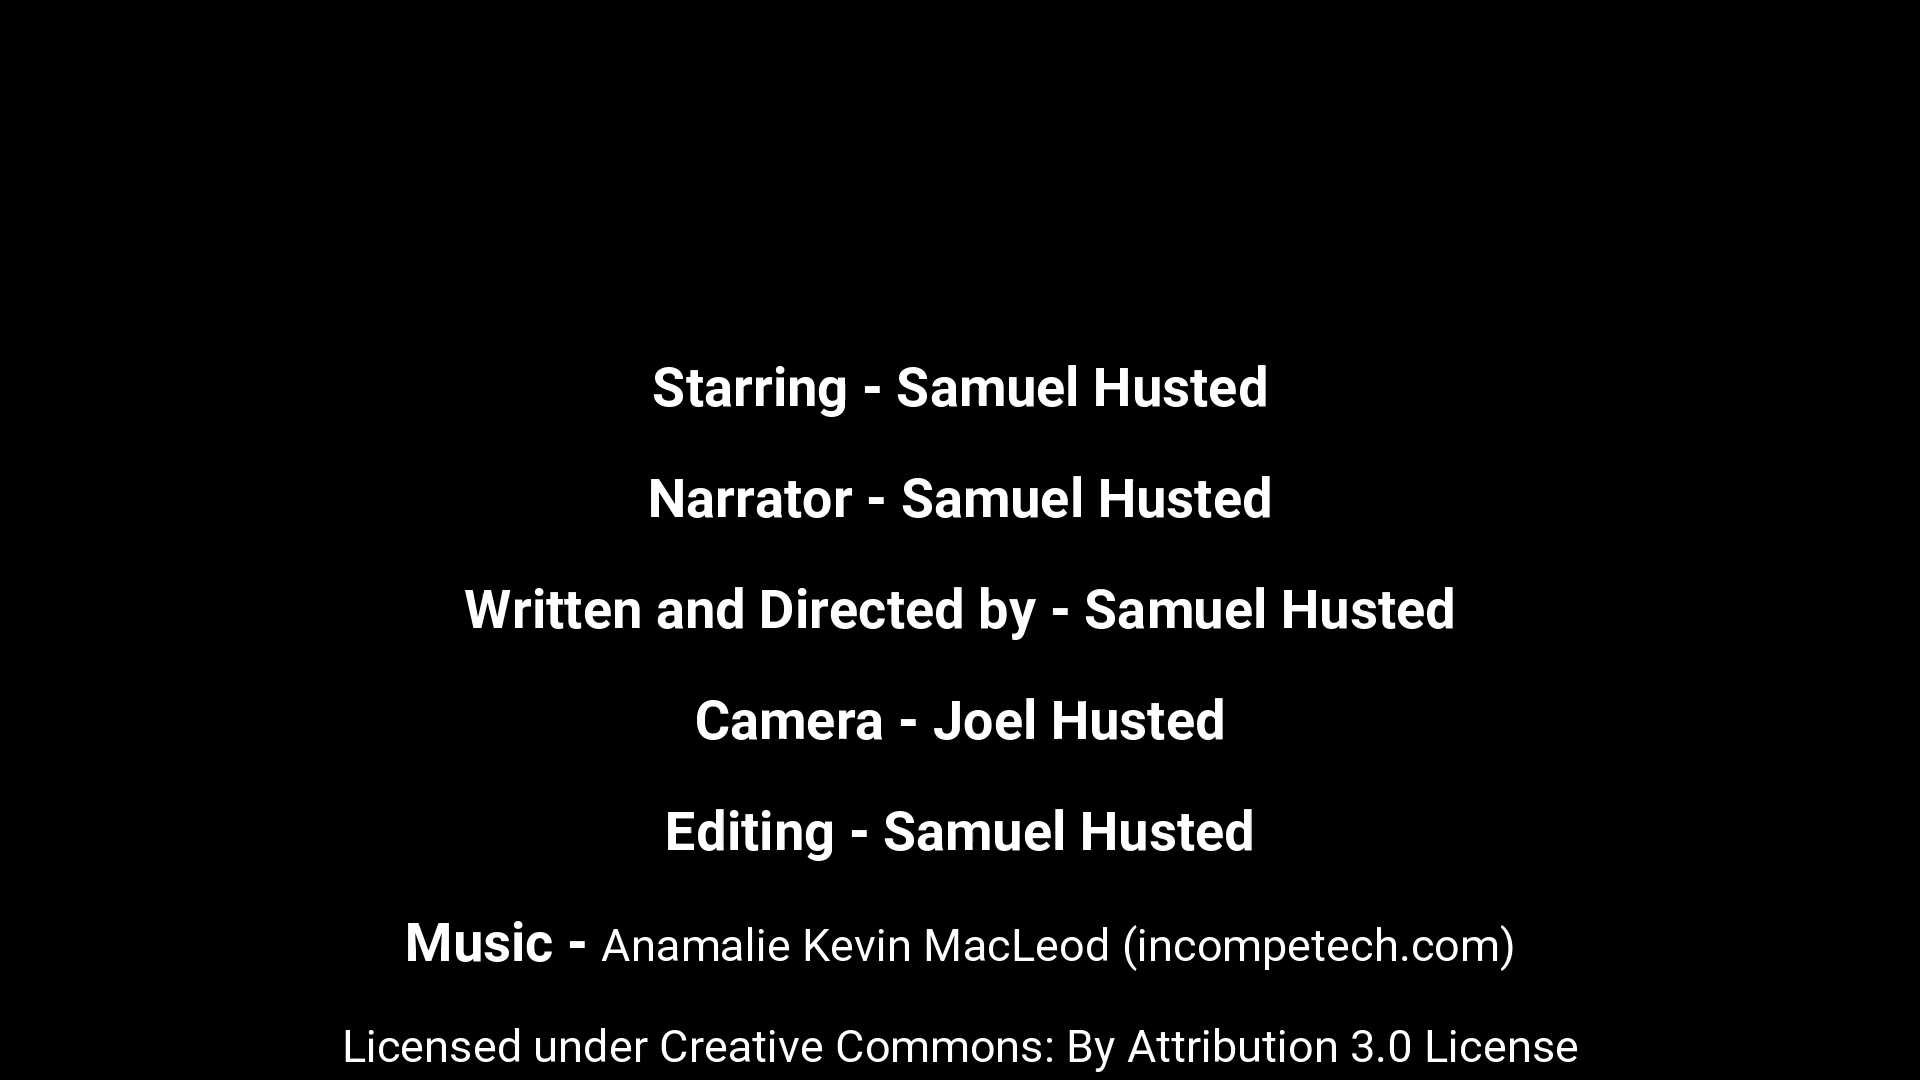 Starring - Samuel Husted
Narrator - Samuel Husted
Written and Directed by - Samuel Husted
Camera - Joel Husted
Editing - Samuel Husted
Music - Anamalie Kevin MacLeod (incompetech.com)
Licensed under Creative Commons: By Attribution 3.0 License